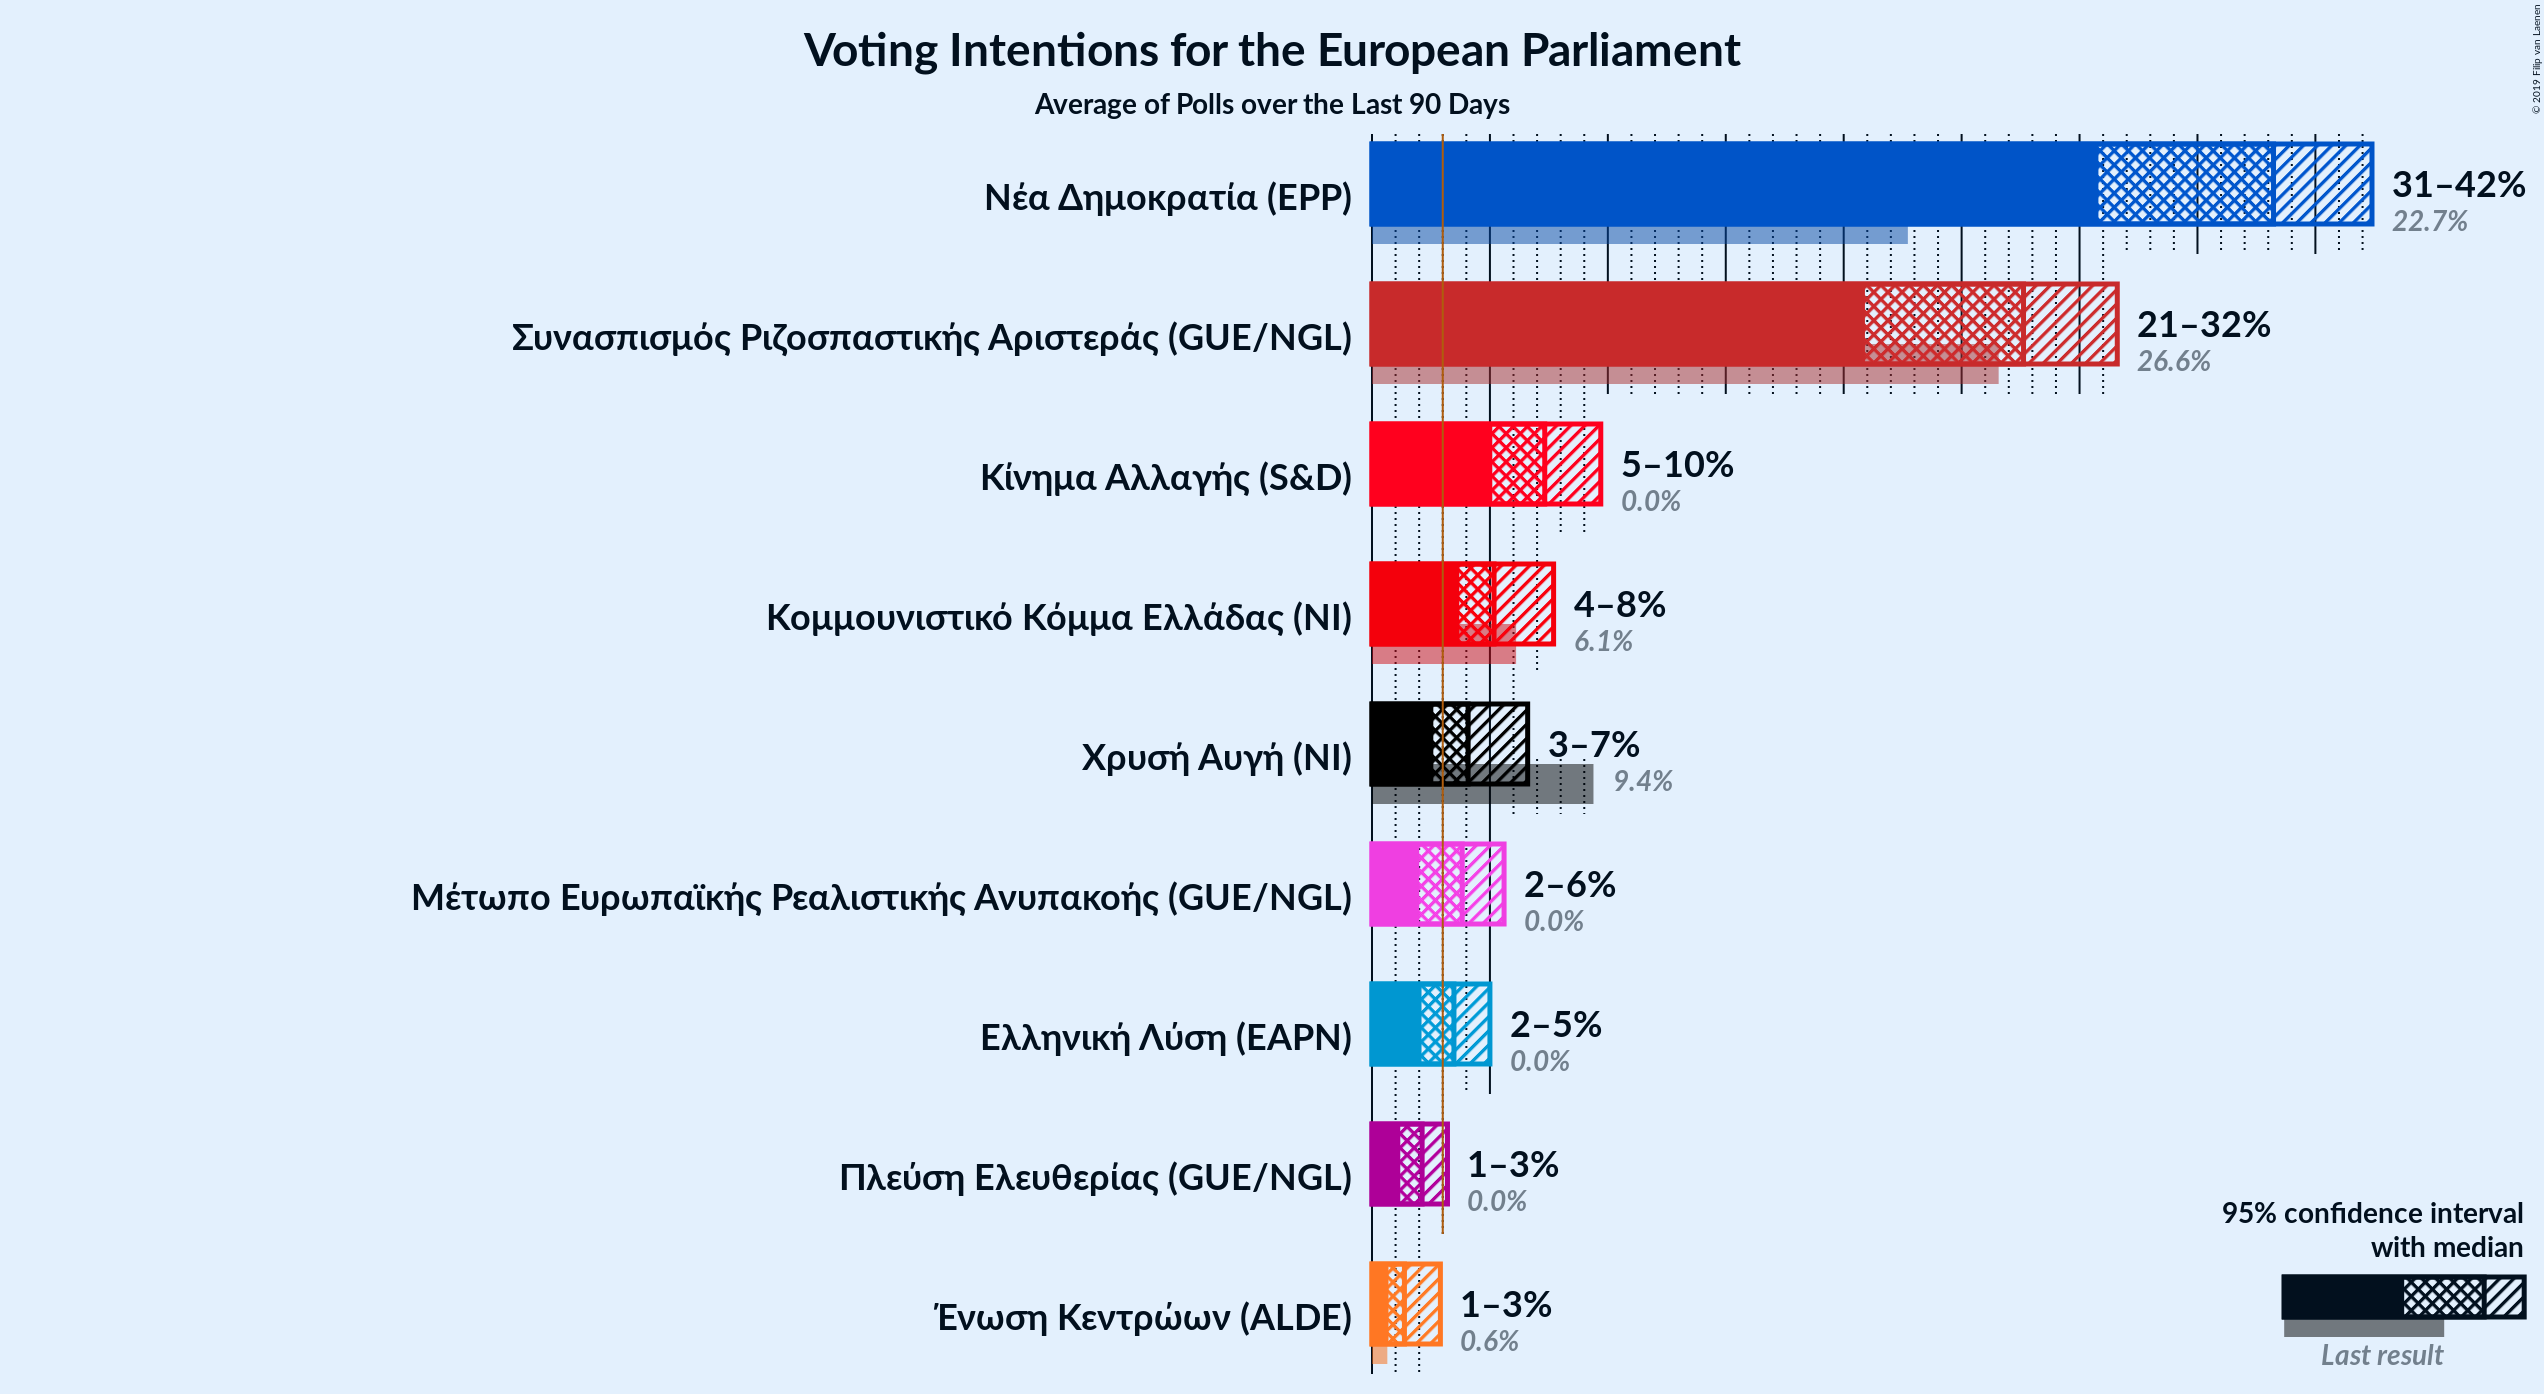 Voting Intentions for the European Parliament
Average of Polls over the Last 90 Days
© 2019 Filip van Laenen
Νέα Δημοκρατία (EPP)
31–42%
22.7%
Συνασπισμός Ριζοσπαστικής Αριστεράς (GUE/NGL)
21–32%
26.6%
Κίνημα Αλλαγής (S&D)
5–10%
0.0%
Κομμουνιστικό Κόμμα Ελλάδας (NI)
4–8%
6.1%
Χρυσή Αυγή (NI)
3–7%
9.4%
Μέτωπο Ευρωπαϊκής Ρεαλιστικής Ανυπακοής (GUE/NGL)
2–6%
0.0%
Ελληνική Λύση (EAPN)
2–5%
0.0%
Πλεύση Ελευθερίας (GUE/NGL)
1–3%
0.0%
Ένωση Κεντρώων (ALDE)
1–3%
0.6%
95% confidence interval
with median
Last result